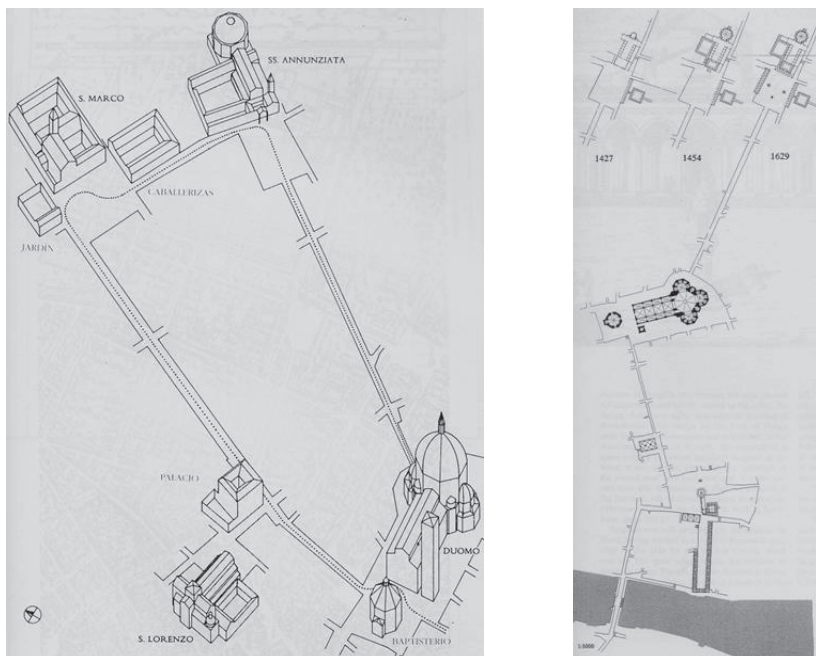 SS. ANNUNZIATA
S. MARCO
CABALLERIZAS
JARDIN
PALACIO
DUOMO
S. LORENZO
BAPTISTERIO
1427
1454
1629
1:5000